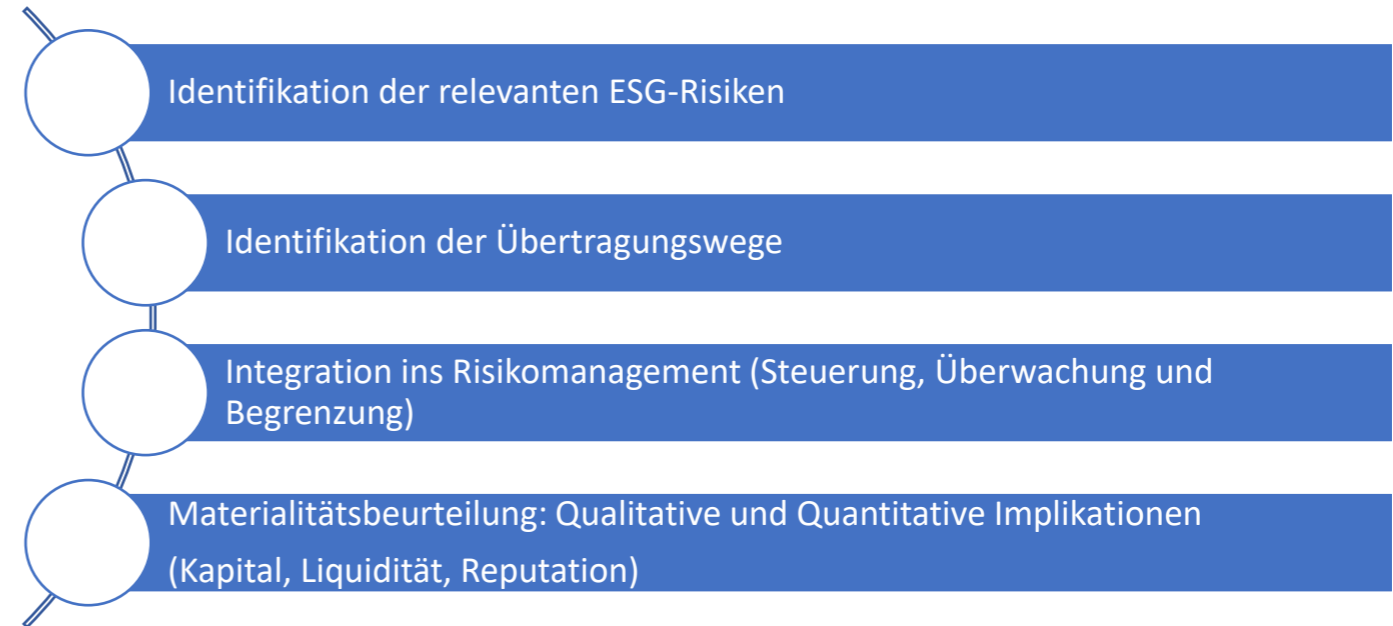 Identifikation der relevanten ESG-Risiken
Identifikation der Übertragungswege
Integration ins Risikomanagement (Steuerung, Überwachung und
Begrenzung)
Materialitätsbeurteilung: Qualitative und Quantitative Implikationen
(Kapital, Liquidität, Reputation)